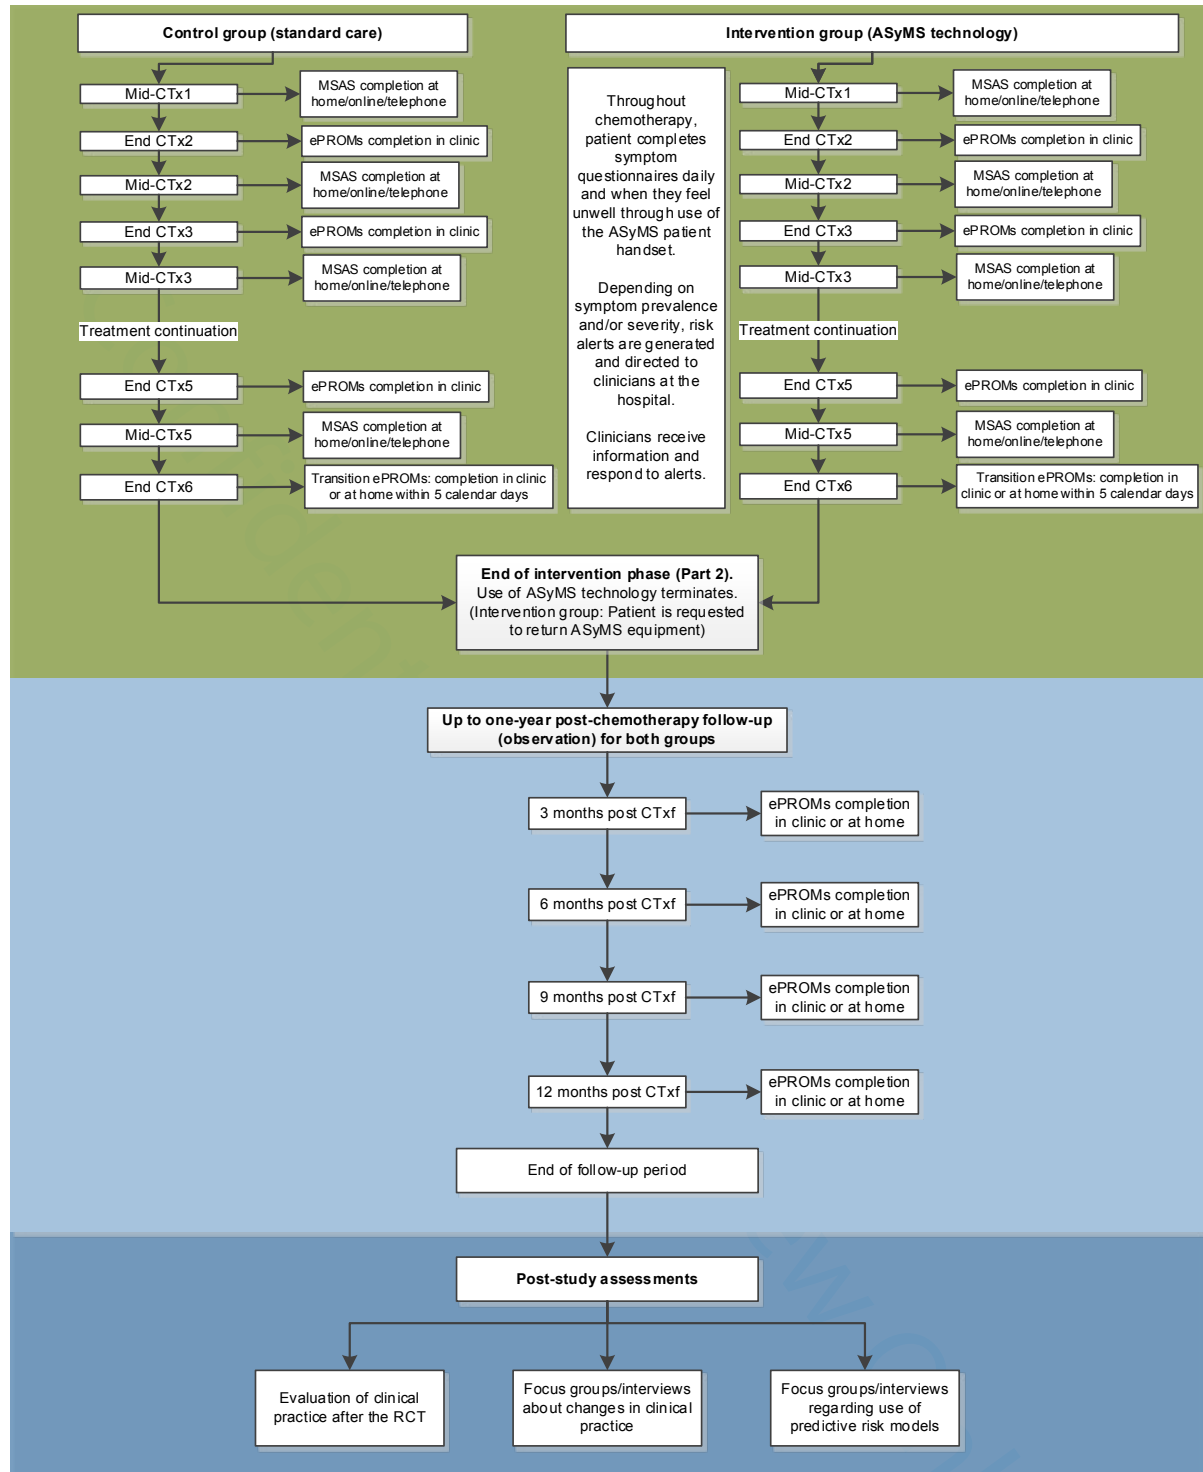 Control group (standard care)
Mid-CTx1
MSAS completion at
home/online/telephone
End CTx2
ePROMs completion in clinic
Mid-CTx2
MSAS completion at
home/online/telephone
End CTx3
ePROMs completion in clinic
Mid-CTx3
MSAS completion at
home/online/telephone
Treatment continuation
End CTx5
ePROMs completion in clinic
Mid-CTx5
MSAS completion at
home/online/telephone
End CTx6
Transition ePROMs: completion in clinic
or at home within 5 calendar days
Intervention group (ASyMS technology)
Throughout
chemotherapy,
patient completes
symptom
questionnaires daily
and when they feel
unwell through use of
the ASyMS patient
handset.
Depending on
symptom prevalence
and/or severity, risk
alerts are generated
and directed to
clinicians at the
hospital.
Clinicians receive
information and
respond to alerts.
Mid-CTx1
MSAS completion at
home/online/telephone
End CTx2
ePROMs completion in clinic
Mid-CTx2
MSAS completion at
home/online/telephone
End CTx3
ePROMs completion in clinic
Mid-CTx3
MSAS completion at
home/online/telephone
Treatment continuation
End CTx5
ePROMs completion in clinic
Mid-CTx5
MSAS completion at
home/online/telephone
End CTx6
Transition ePROMs: completion in
clinic or at home within 5 calendar days
End of intervention phase (Part 2).
Use of ASyMS technology terminates.
(Intervention group: Patient is requested
to return ASyMS equipment)
Up to one-year post-chemotherapy follow-up
(observation) for both groups
3 months post CTxf
ePROMs completion
in clinic or at home
6 months post CTxf
ePROMs completion
in clinic or at home
9 months post CTxf
ePROMs completion
in clinic or at home
12 months post CTxf
ePROMs completion
in clinic or at home
End of follow-up period
Post-study assessments
Evaluation of clinical
practice after the RCT
Focus groups/interviews
about changes in clinical
practice
Focus groups/interviews
regarding use of
predictive risk models